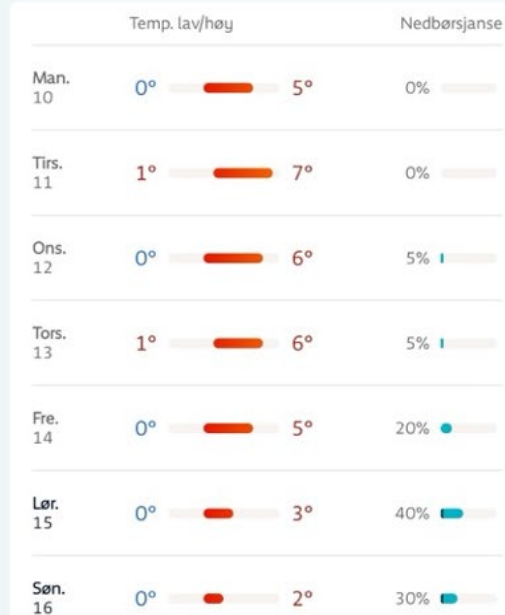 Temp. lav/høy Nedbørsjanse
Man.
10
0° 5° 0%
Tirs.
11
1° 7° 0%
Ons.
12
0° 6° 5%
Tors.
13
1° 6° 5%
Fre.
14
0° 5° 20%
Lør.
15
0° 3° 40%
Søn.
16
0° 2° 30%